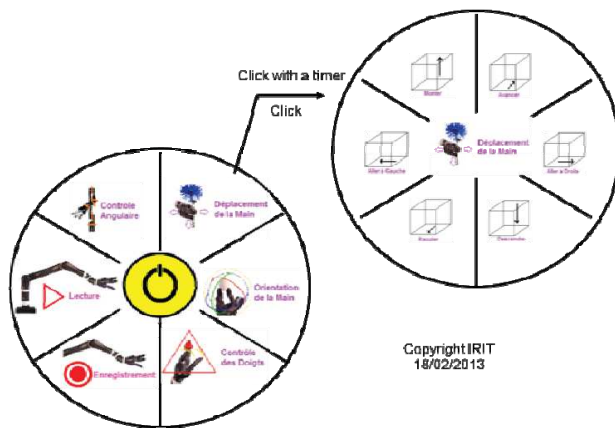 Click with a timer
Click
Monter
Avancer
Aller à Gauche
Déplacement
de la Main
Aller à Droite
Reculer
Descendre
Contrôle
Angulaire
Déplacement
de la Main
Lecture
Orientation
de la Main
Enregistrement
Contrôle
des Doigts
Copyright IRIT
18/02/2013